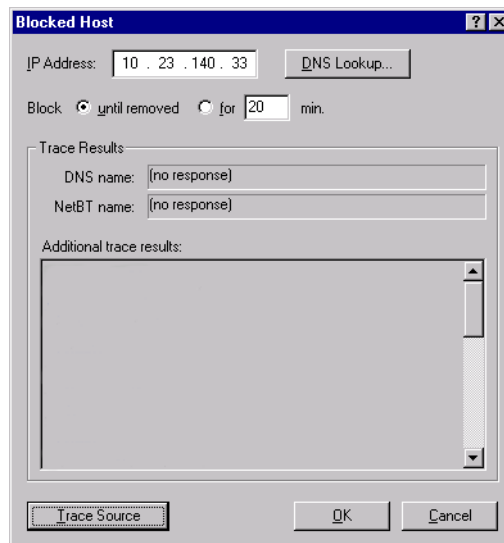 Blocked Host
IP Address: 10 . 23 . 140 . 33 DNS Lookup...
Block until removed for 20 min.
Trace Results
DNS name: (no response)
NetBT name: (no response)
Additional trace results:
Trace Source OK Cancel